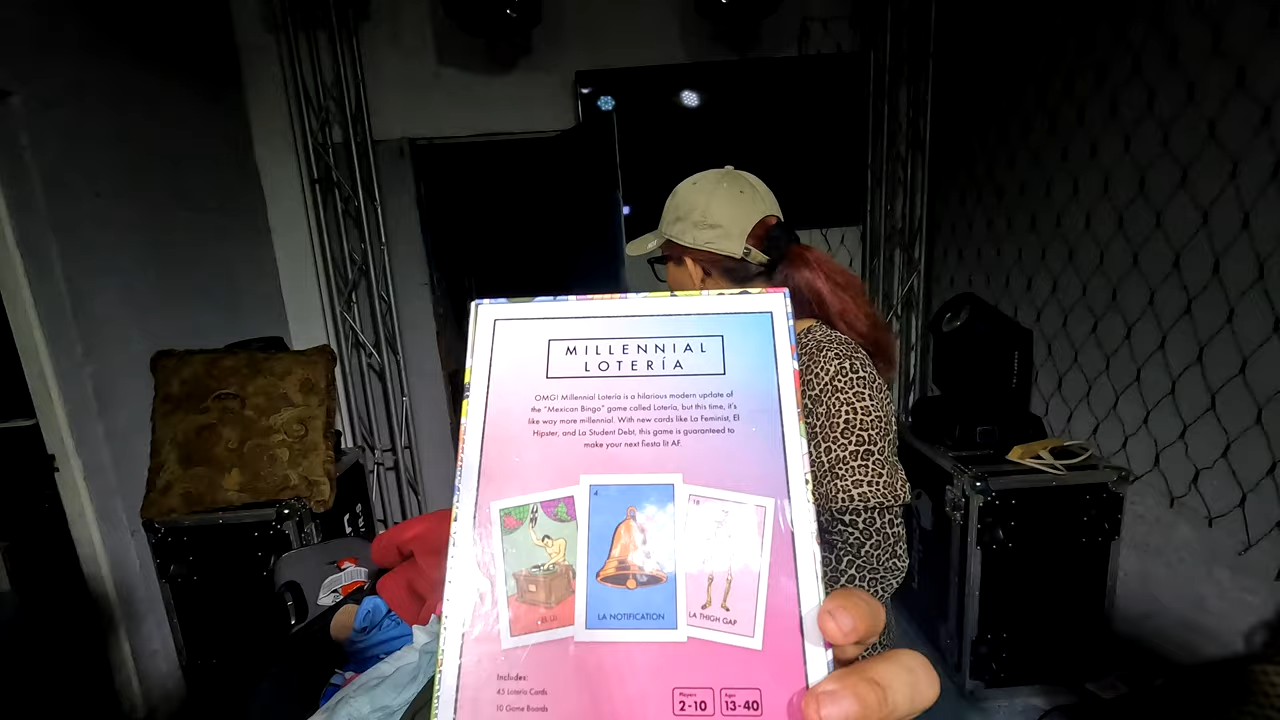 MILLENNIAL
LOTERÍA
OMG! Millennial Lotería is a hilarious modern update of
the "Mexican Bingo" game called Lotería, but this time, it's
like way more millennial. With new cards like La Feminist, El
Hipster, and La Student Debt, this game is guaranteed to
make your next fiesta lit AF.
4
LA NOTIFICATION
18
LA THIGH GAP
Includes:
45 Lotería Cards
10 Game Boards
Players
2-10
Ages
13-40